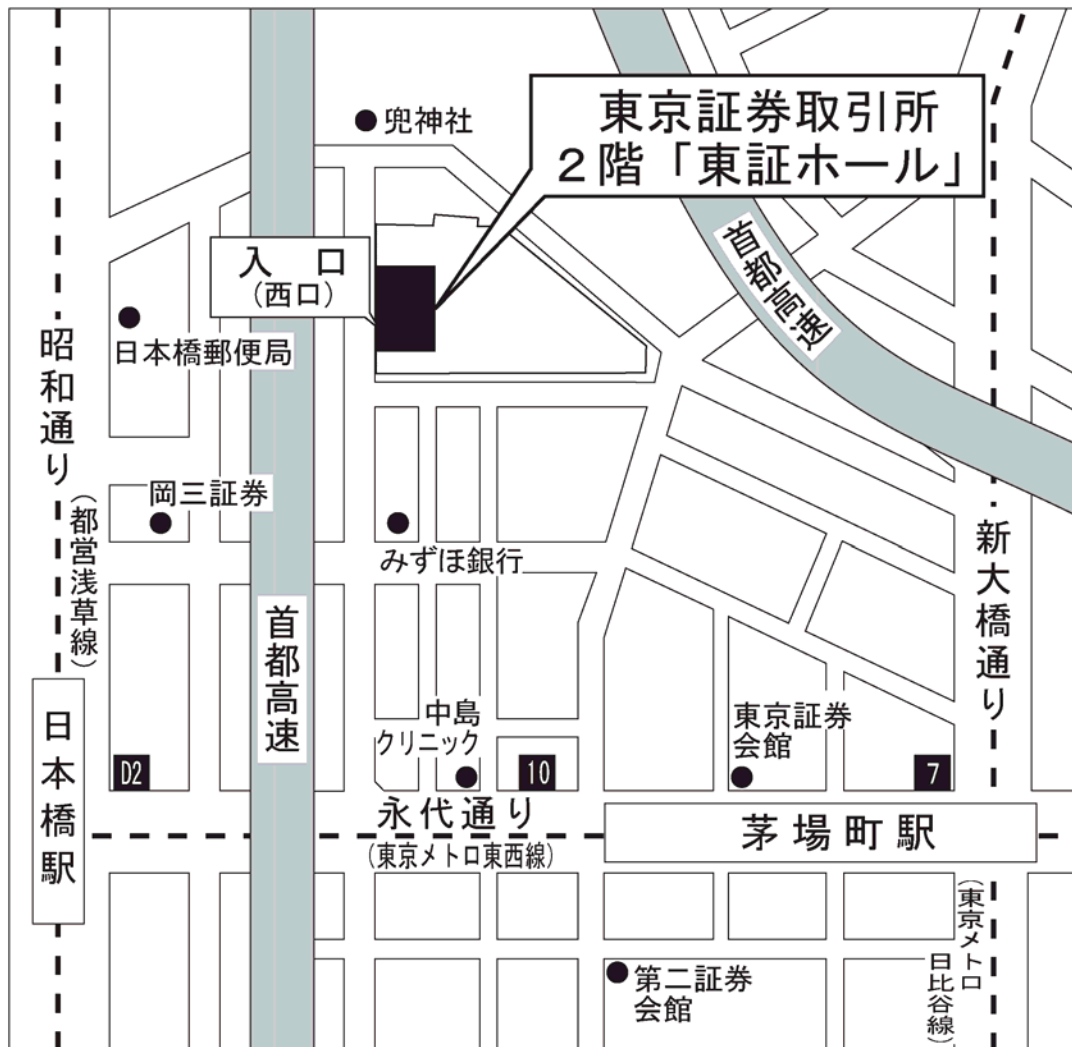 兜神社
東京証券取引所
2階「東証ホール」
首都高速
入口
(西口)
日本橋郵便局
昭和通り
(都営浅草線)
岡三証券
みずほ銀行
新大橋通り
首都高速
日本橋駅
D2
中島
クリニック
10
東京証券
会館
7
永代通り
(東京メトロ東西線)
茅場町駅
(東京メトロ
日比谷線)
第二証券
会館